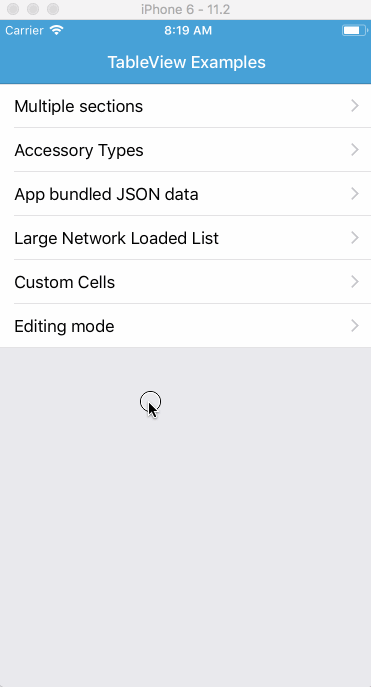 iPhone 6 - 11.2
Carrier 8:19 AM
TableView Examples
Multiple sections
Accessory Types
App bundled JSON data
Large Network Loaded List
Custom Cells
Editing mode